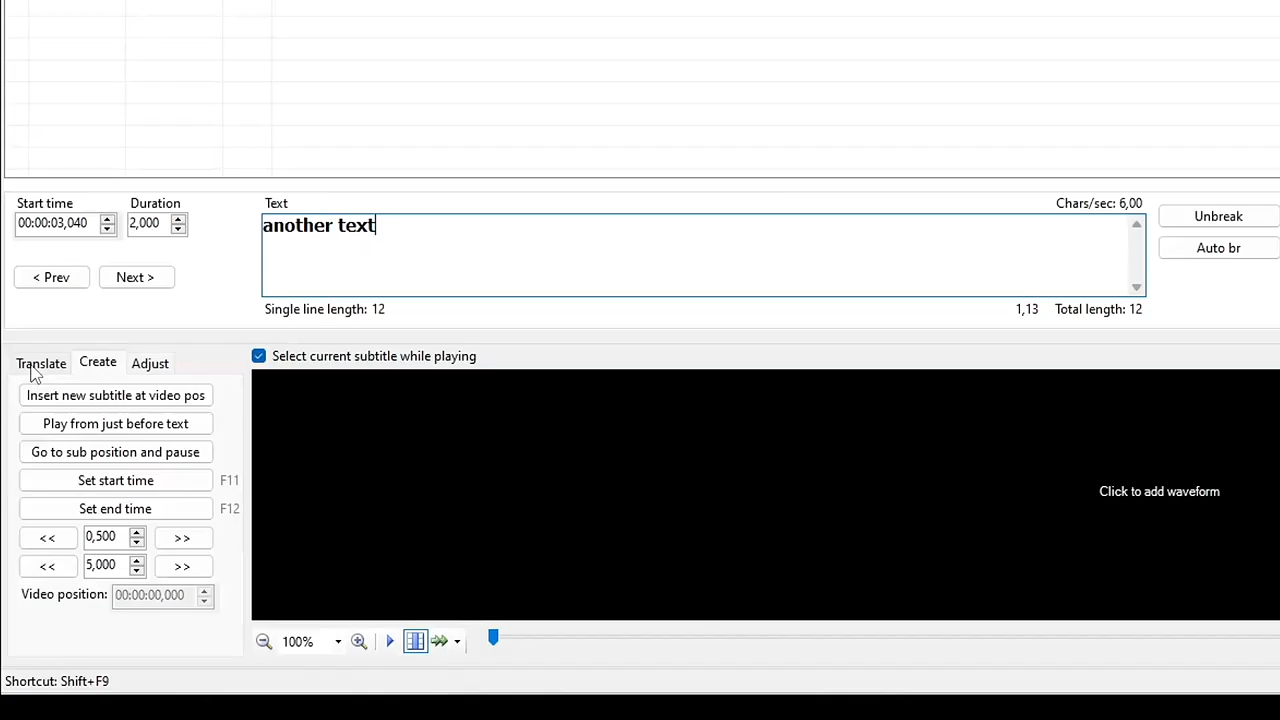 Start time Duration Text Chars/sec: 6,00
00:00:03,040 2,000 another text Unbreak
Auto br
< Prev Next >
Single line length: 12 1,13 Total length: 12
Translate Create Adjust Select current subtitle while playing
Insert new subtitle at video pos
Play from just before text
Go to sub position and pause
Set start time F11
Set end time F12
<< 0,500 >>
<< 5,000 >>
Video position: 00:00:00,000
Click to add waveform
100%
Shortcut: Shift+F9